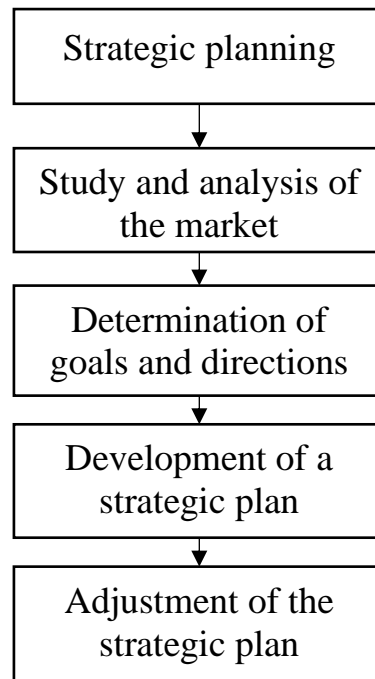 Strategic planning
Study and analysis of
the market
Determination of
goals and directions
Development of a
strategic plan
Adjustment of the
strategic plan